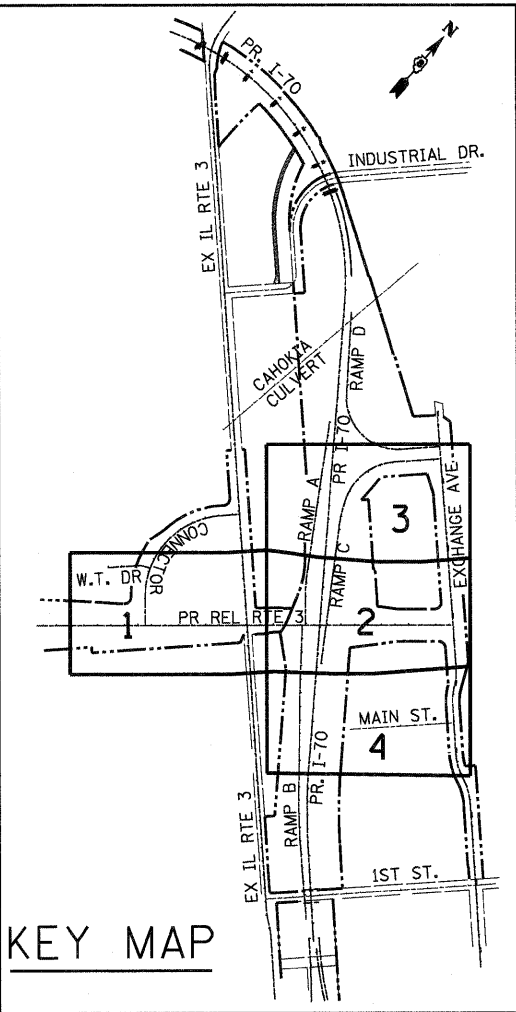 N
PR. I-70
INDUSTRIAL DR.
EX IL RTE 3
CAHOKIA
CULVERT
RAMP D
PR I-70
RAMP A
RAMP C
3
EXCHANGE AVE.
CONNECTOR
W.T. DR
1
PR REL RTE 3
2
MAIN ST.
4
PR. I-70
RAMP B
EX IL RTE 3
1ST ST.
KEY MAP